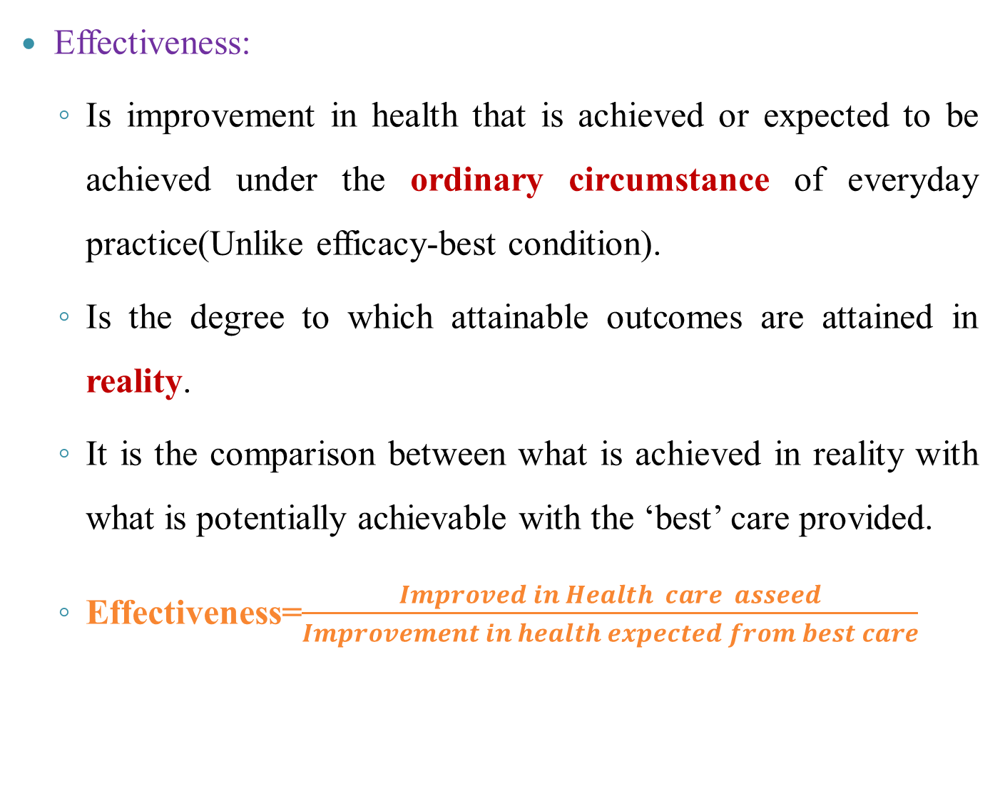 • Effectiveness:
◦ Is improvement in health that is achieved or expected to be
achieved under the ordinary circumstance of everyday
practice(Unlike efficacy-best condition).
◦ Is the degree to which attainable outcomes are attained in
reality.
◦ It is the comparison between what is achieved in reality with
what is potentially achievable with the ‘best’ care provided.
Improved in Health care asseed
◦ Effectiveness=
Improvement in health expected from best care